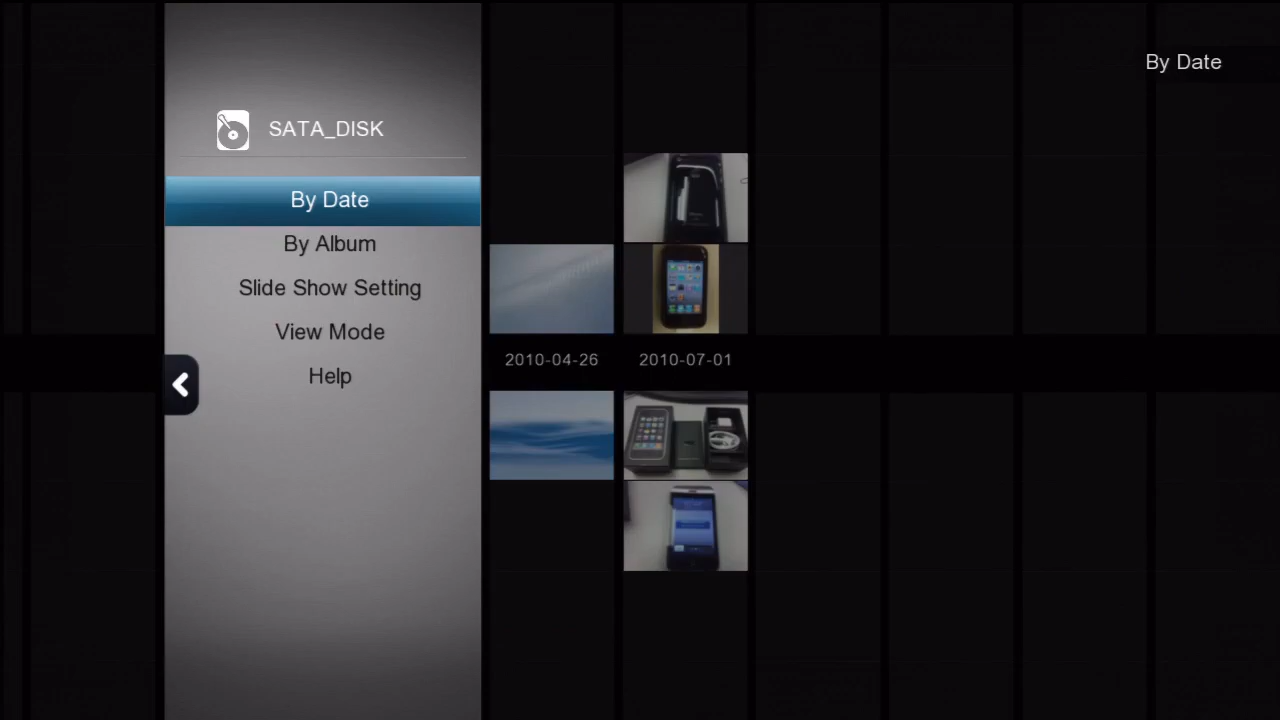 By Date
SATA_DISK
By Date
By Album
Slide Show Setting
View Mode
Help
2010-04-26
2010-07-01